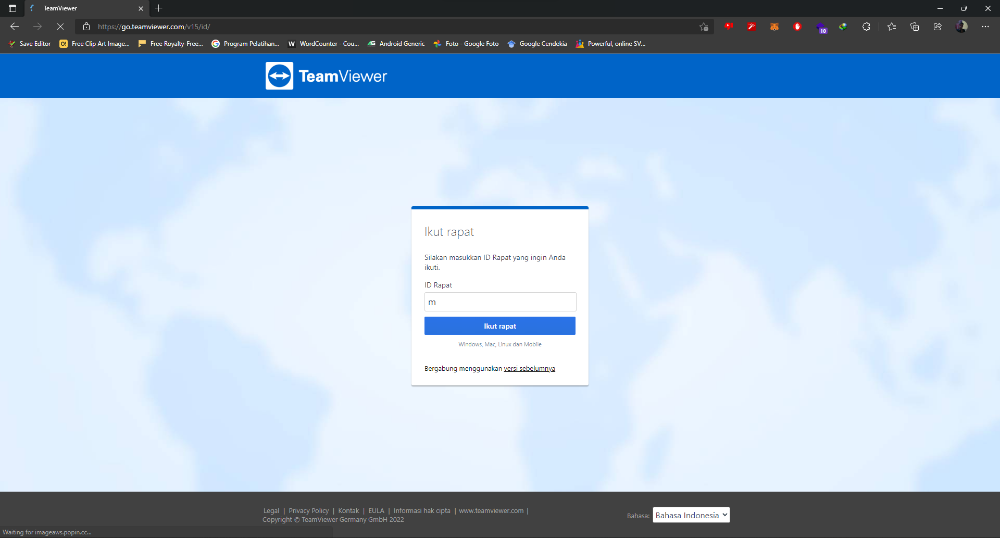 TeamViewer
https://go.teamviewer.com/v15/id/
10
Save Editor
O!
Free Clip Art Image...
Free Royalty-Free...
Program Pelatihan...
W
WordCounter - Cou...
Android Generic
Foto - Google Foto
Google Cendekia
Powerful, online SV...
TeamViewer
Ikut rapat
Silakan masukkan ID Rapat yang ingin Anda
ikuti.
ID Rapat
m
Ikut rapat
Windows, Mac, Linux dan Mobile
Bergabung menggunakan versi sebelumnya
Legal | Privacy Policy | Kontak | EULA | Informasi hak cipta | www.teamviewer.com |
Copyright © TeamViewer Germany GmbH 2022
Bahasa: Bahasa Indonesia
Waiting for imageaws.popin.cc...